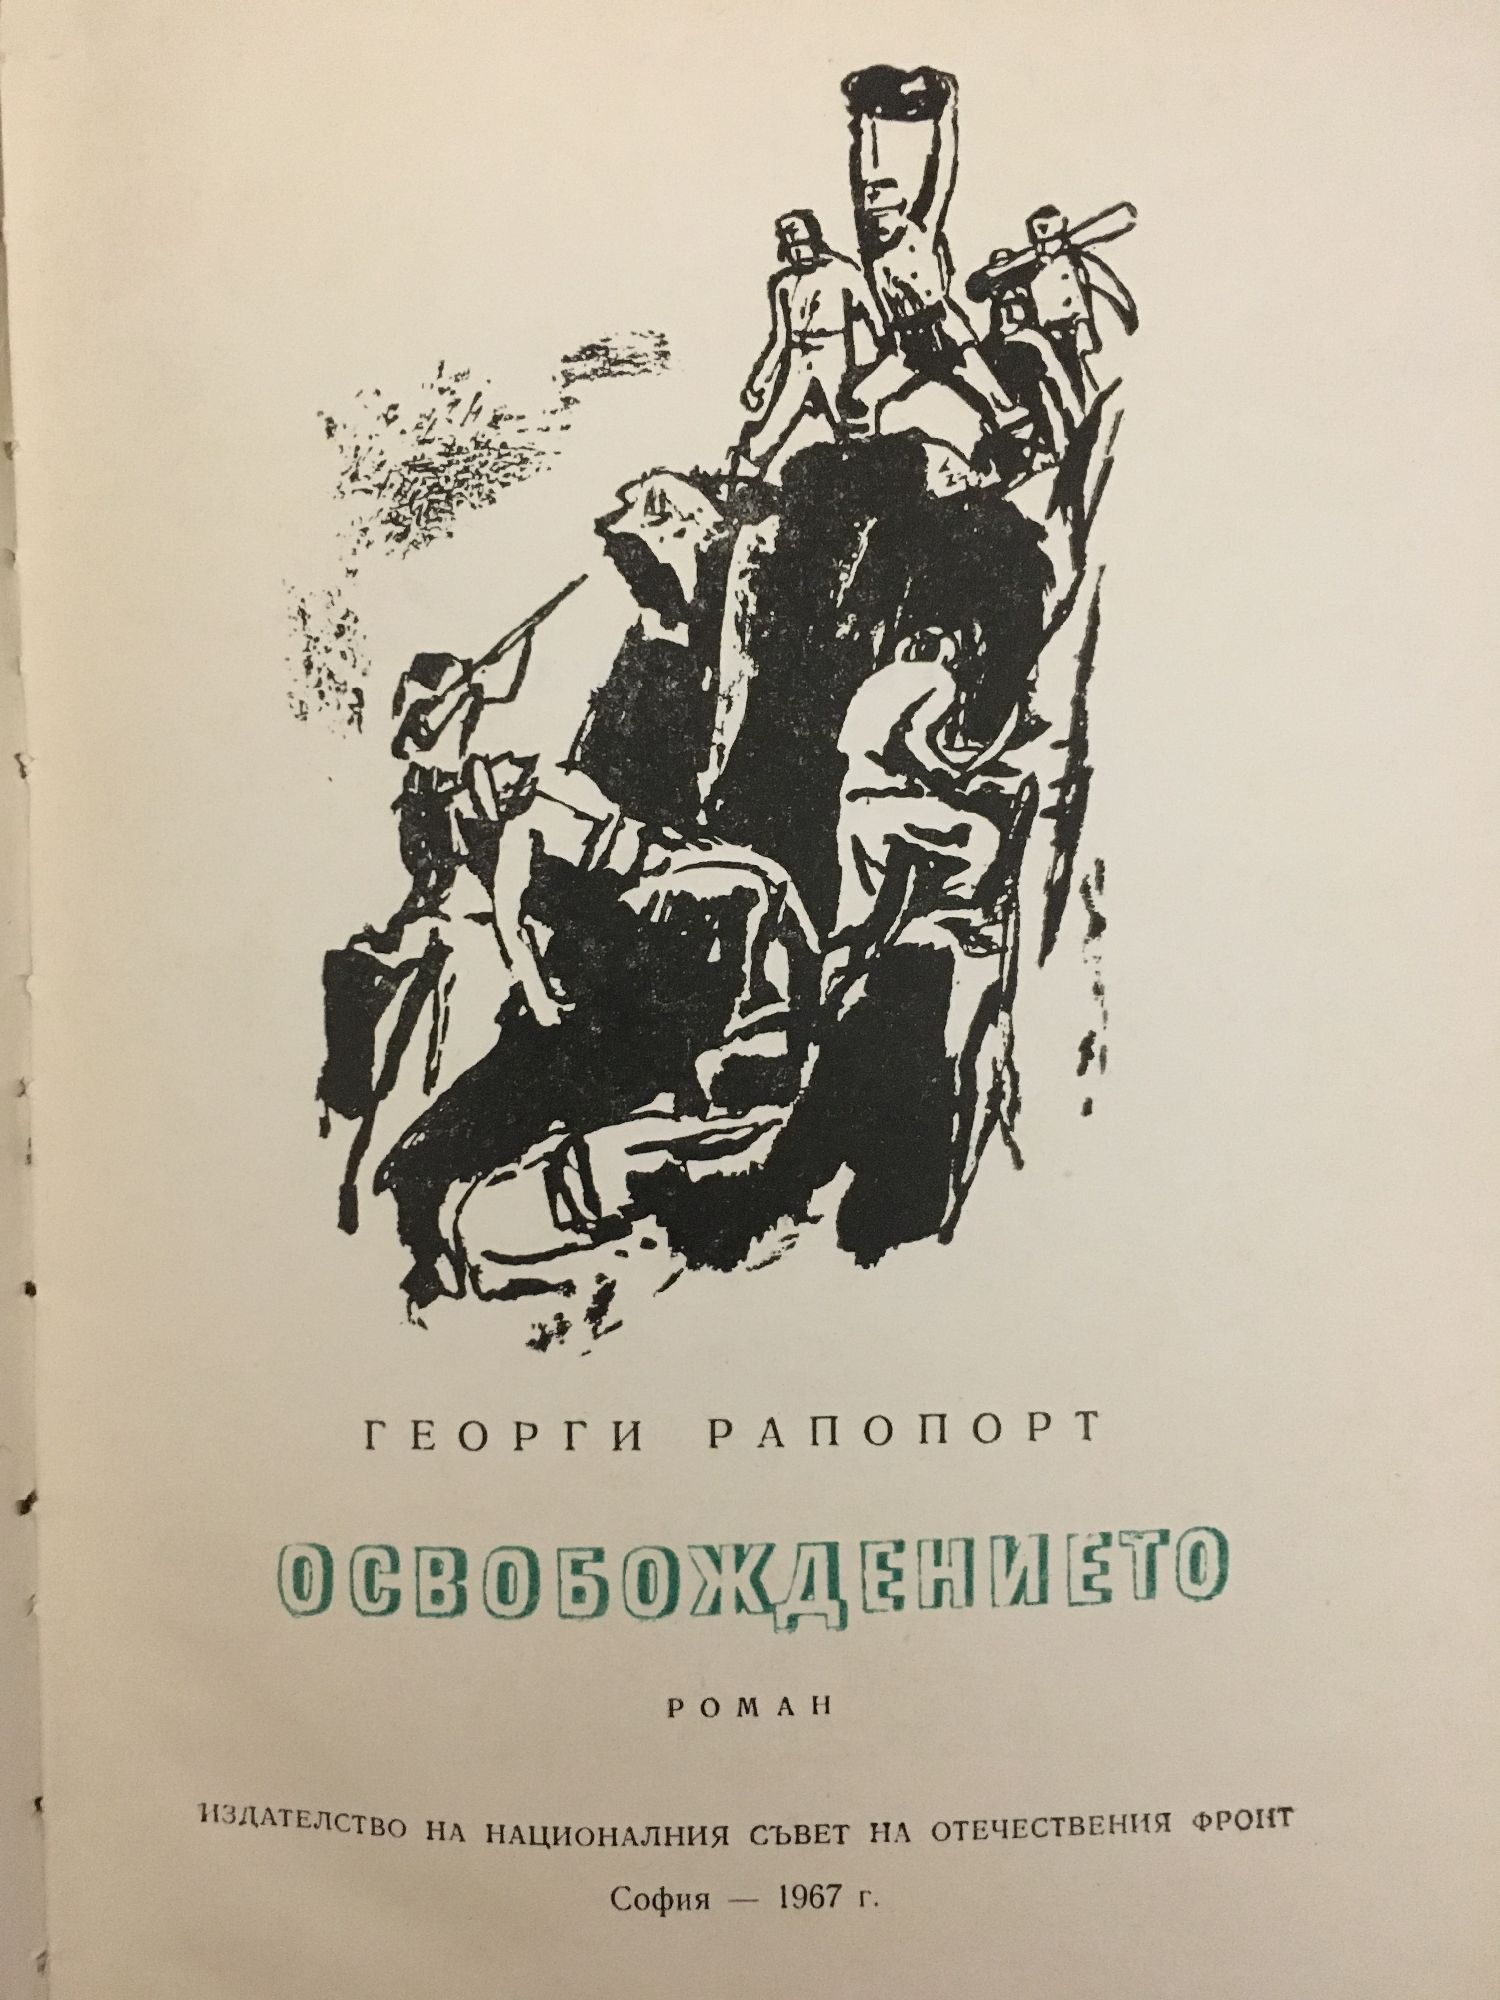 ГЕОРГИ РАПОПОРТ
ОСВОБОЖДЕНИЕТО
РОМАН
ИЗДАТЕЛСТВО НА НАЦИОНАЛНИЯ СЪВЕТ НА ОТЕЧЕСТВЕНИЯ ФРОНТ
София — 1967 г.